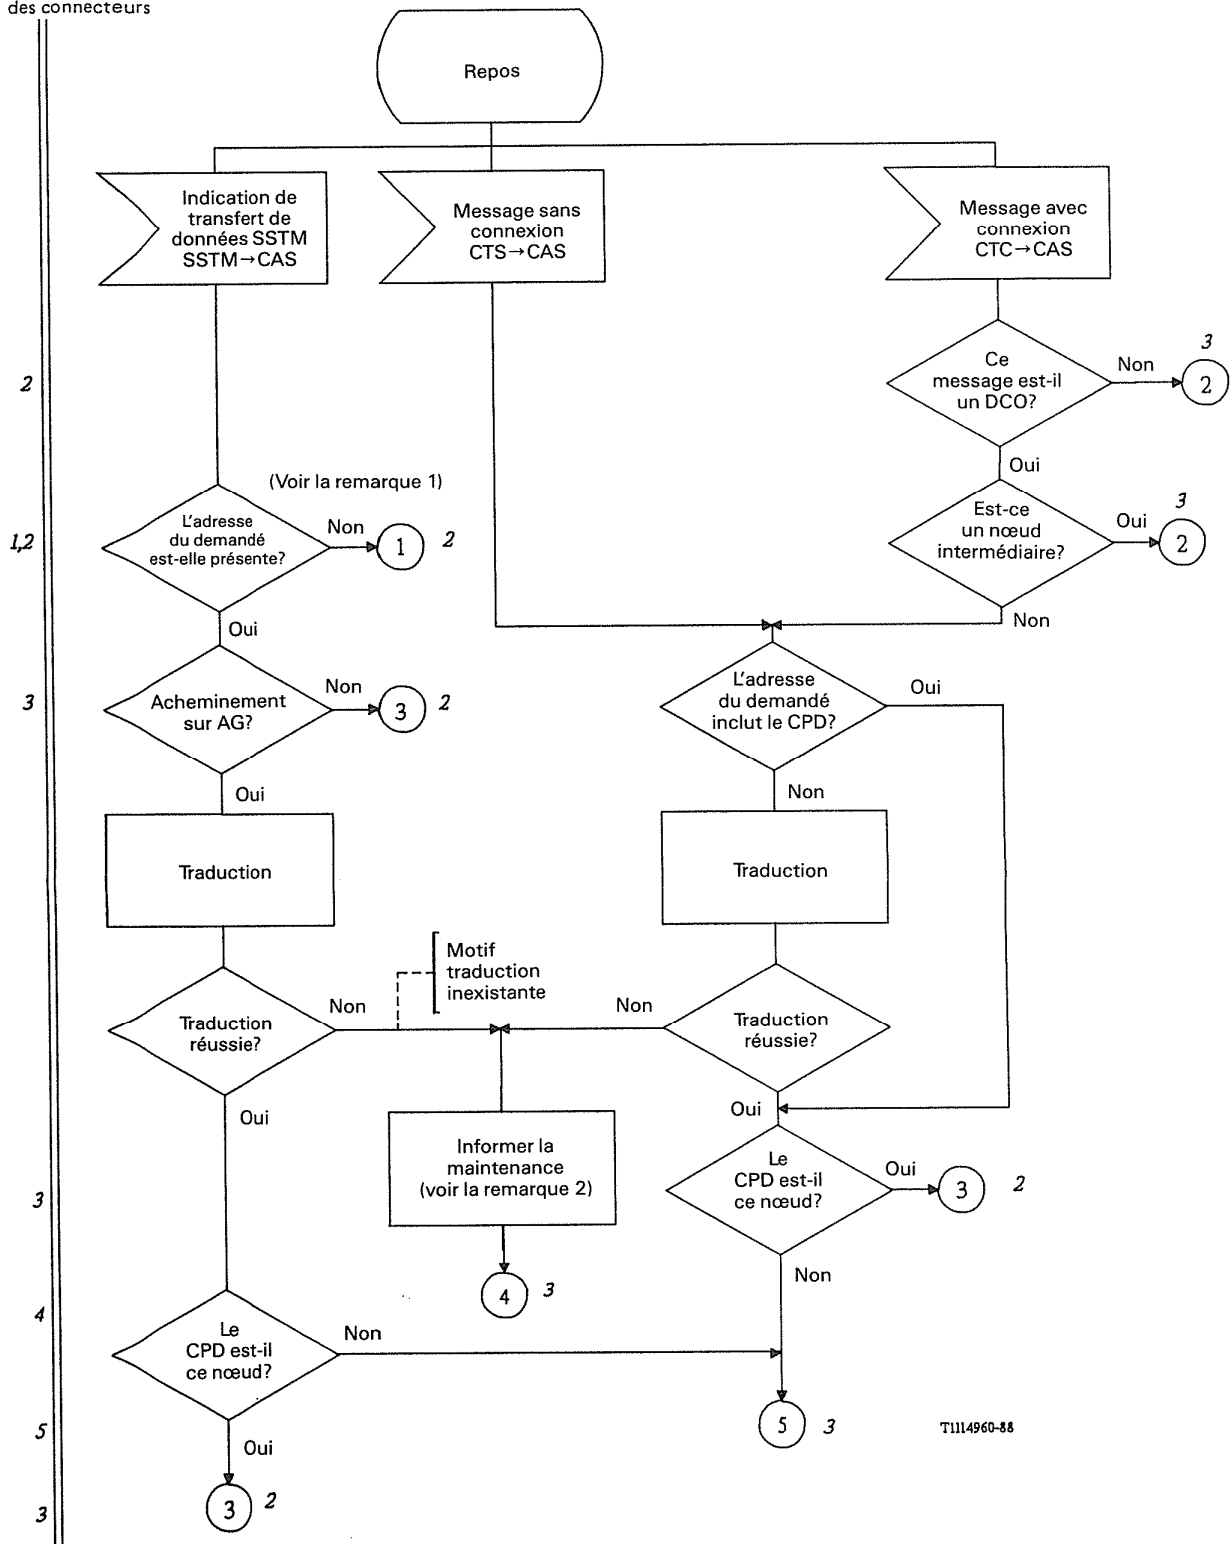 des connecteurs
Repos
Indication de
transfert de
données SSTM
SSTM→CAS
Message sans
connexion
CTS→CAS
Message avec
connexion
CTC→CAS
Ce
message est-il
un DCO?
Non
3
2
2
Oui
(Voir la remarque 1)
L'adresse
du demandé
est-elle présente?
Non
1
2
1,2
Est-ce
un nœud
intermédiaire?
Oui
3
2
Non
Oui
Acheminement
sur AG?
Non
3
2
3
L'adresse
du demandé
inclut le CPD?
Oui
Oui
Non
Traduction
Traduction
Motif
traduction
inexistante
Traduction
réussie?
Non
Non
Traduction
réussie?
Oui
Oui
Informer la
maintenance
(voir la remarque 2)
Le
CPD est-il
ce nœud?
Oui
3
2
3
4
3
Non
4
Le
CPD est-il
ce nœud?
Non
5
3
5
Oui
T1114960-88
3
2
3